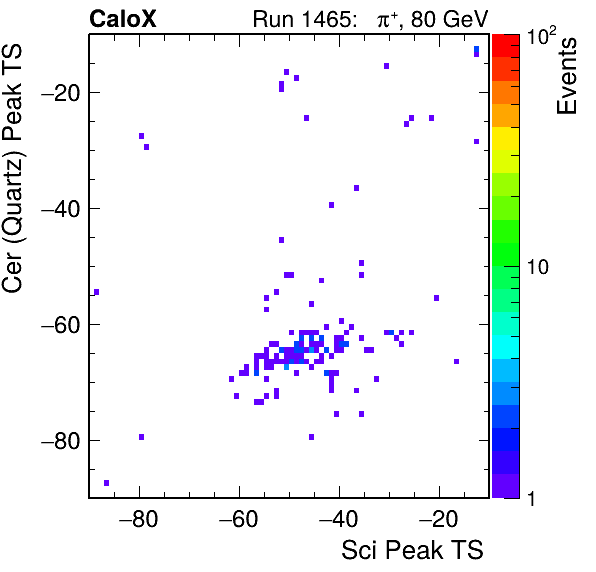 CaloX Run 1465: π+, 80 GeV
10²
Events
10
1
Cer (Quartz) Peak TS
−20
−40
−60
−80
−80 −60 −40 −20
Sci Peak TS